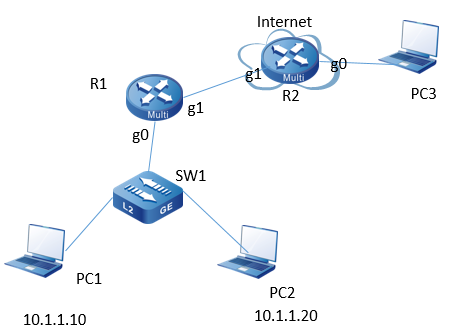 Internet
g1
g0
Multi
R2
PC3
R1
Multi
g1
g0
SW1
L2
GE
PC1
PC2
10.1.1.10
10.1.1.20